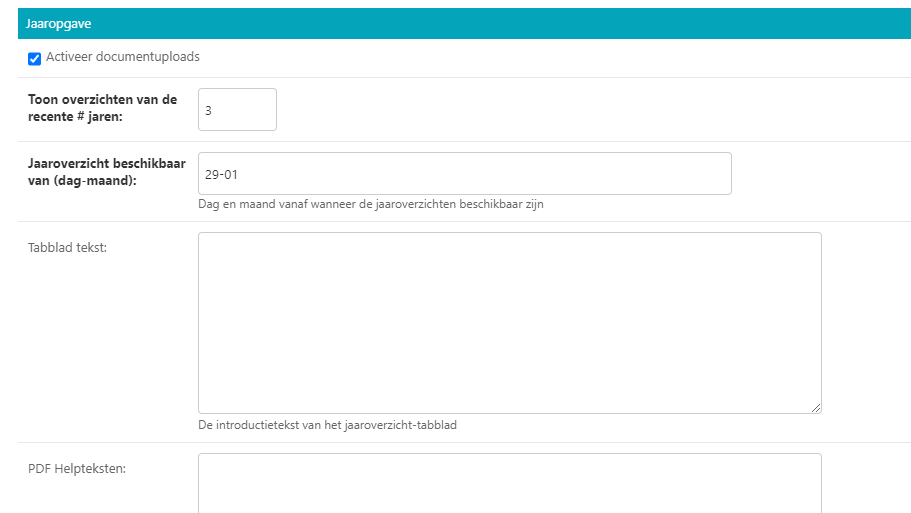 Jaaropgave
Activeer documentuploads
Toon overzichten van de
recente # jaren:
3
Jaaroverzicht beschikbaar
van (dag-maand):
29-01
Dag en maand vanaf wanneer de jaaroverzichten beschikbaar zijn
Tabblad tekst:
De introductietekst van het jaaroverzicht-tabblad
PDF Helpteksten: